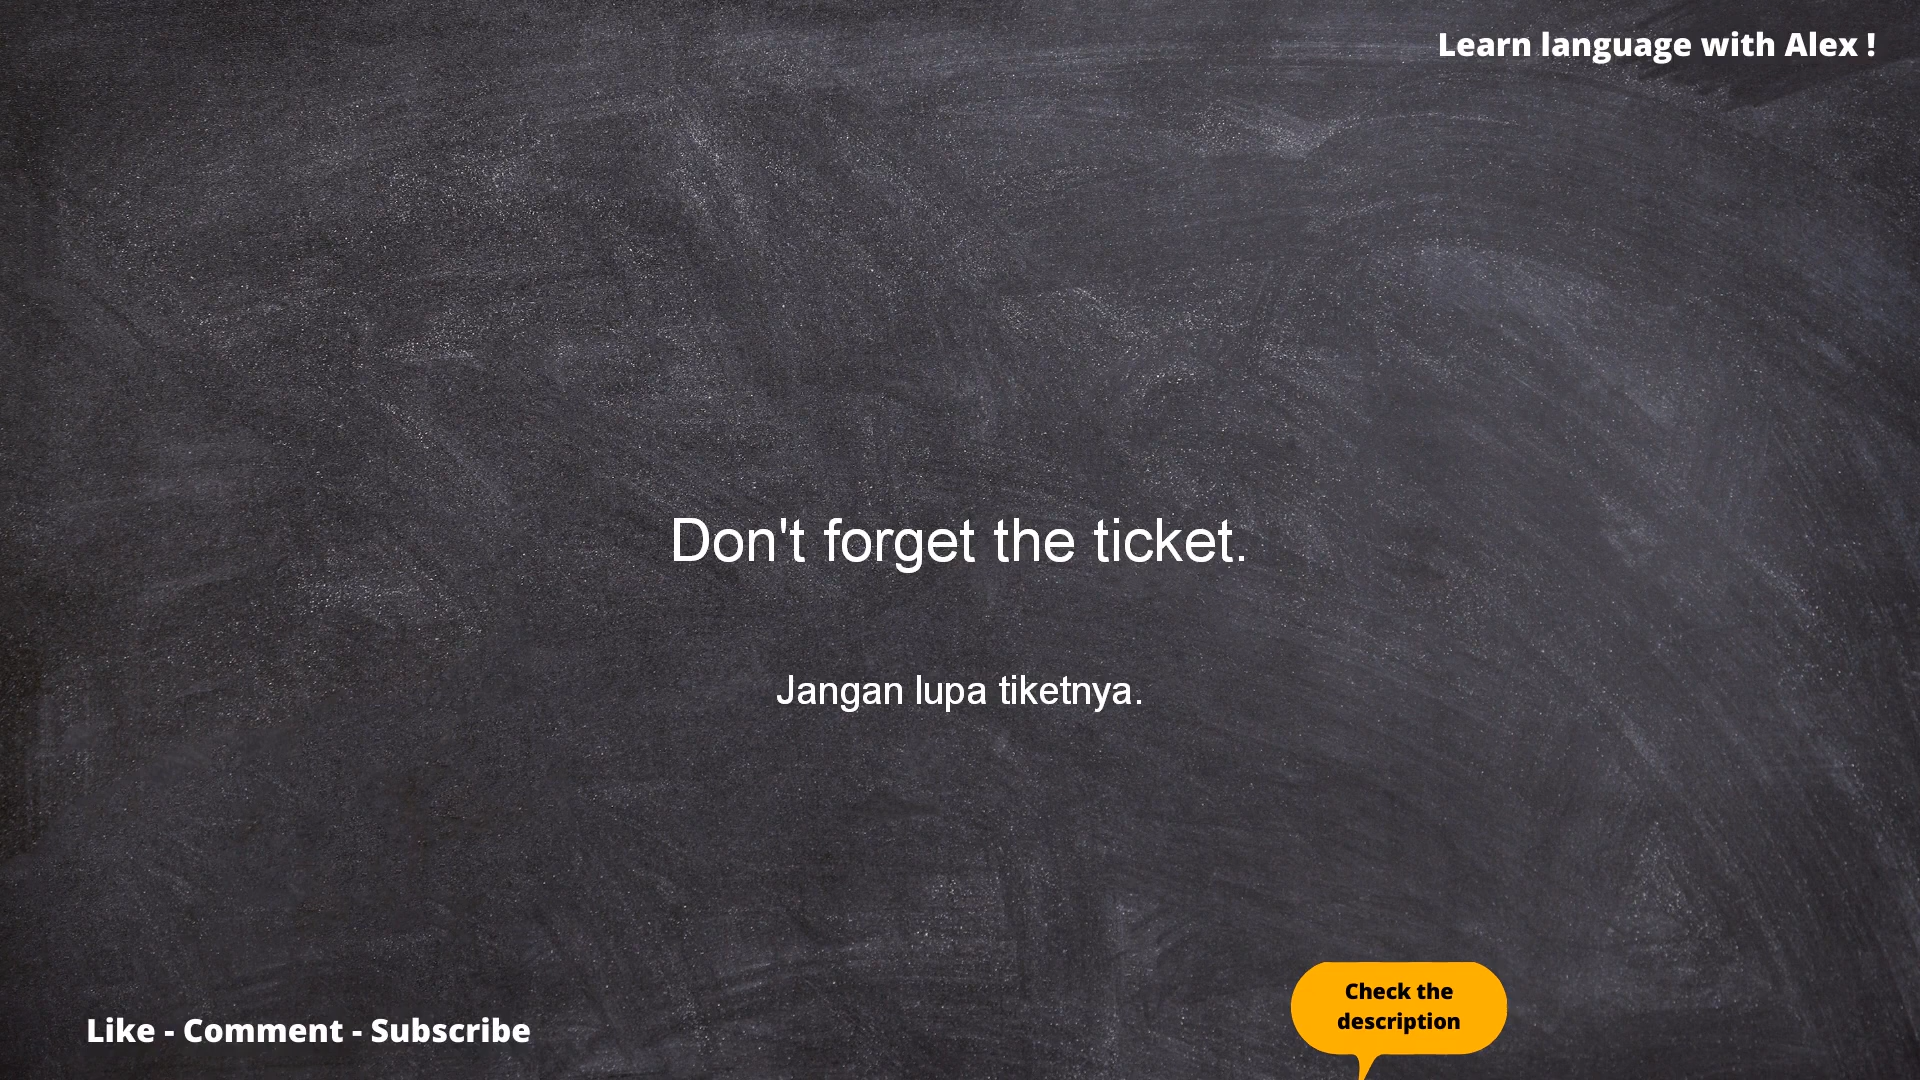 Learn language with Alex !
Don't forget the ticket.
Jangan lupa tiketnya.
Check the
description
Like - Comment - Subscribe